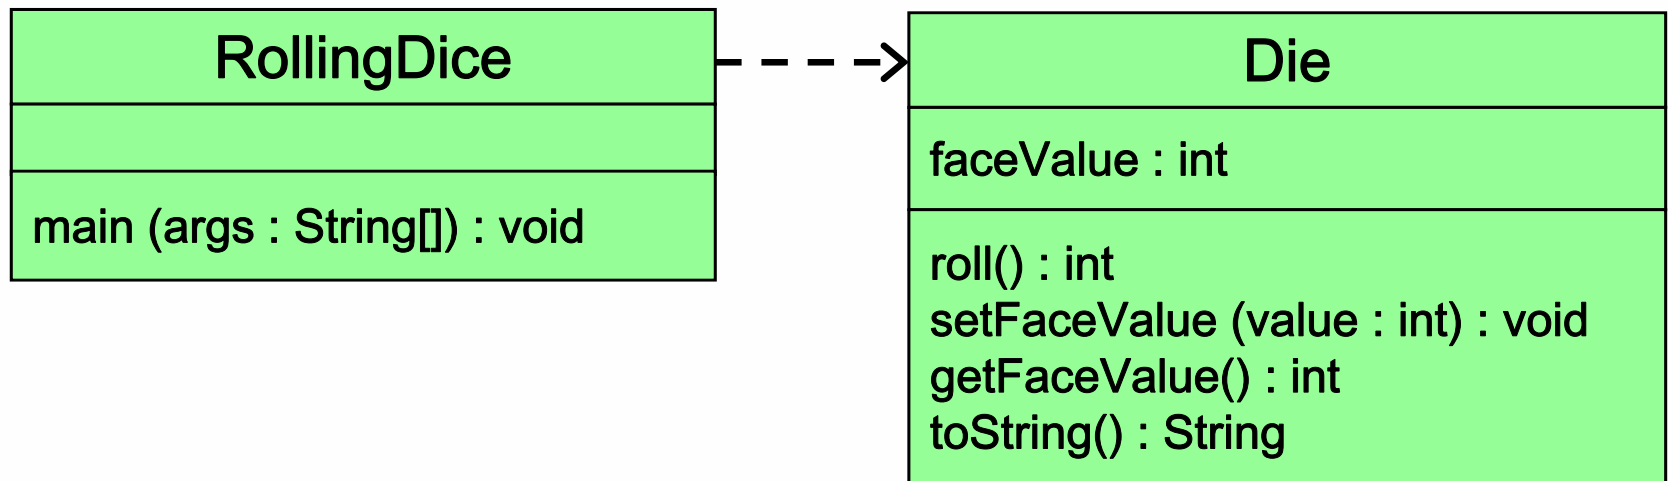 RollingDice
main (args : String[]) : void
Die
faceValue : int
roll() : int
setFaceValue (value : int) : void
getFaceValue() : int
toString() : String